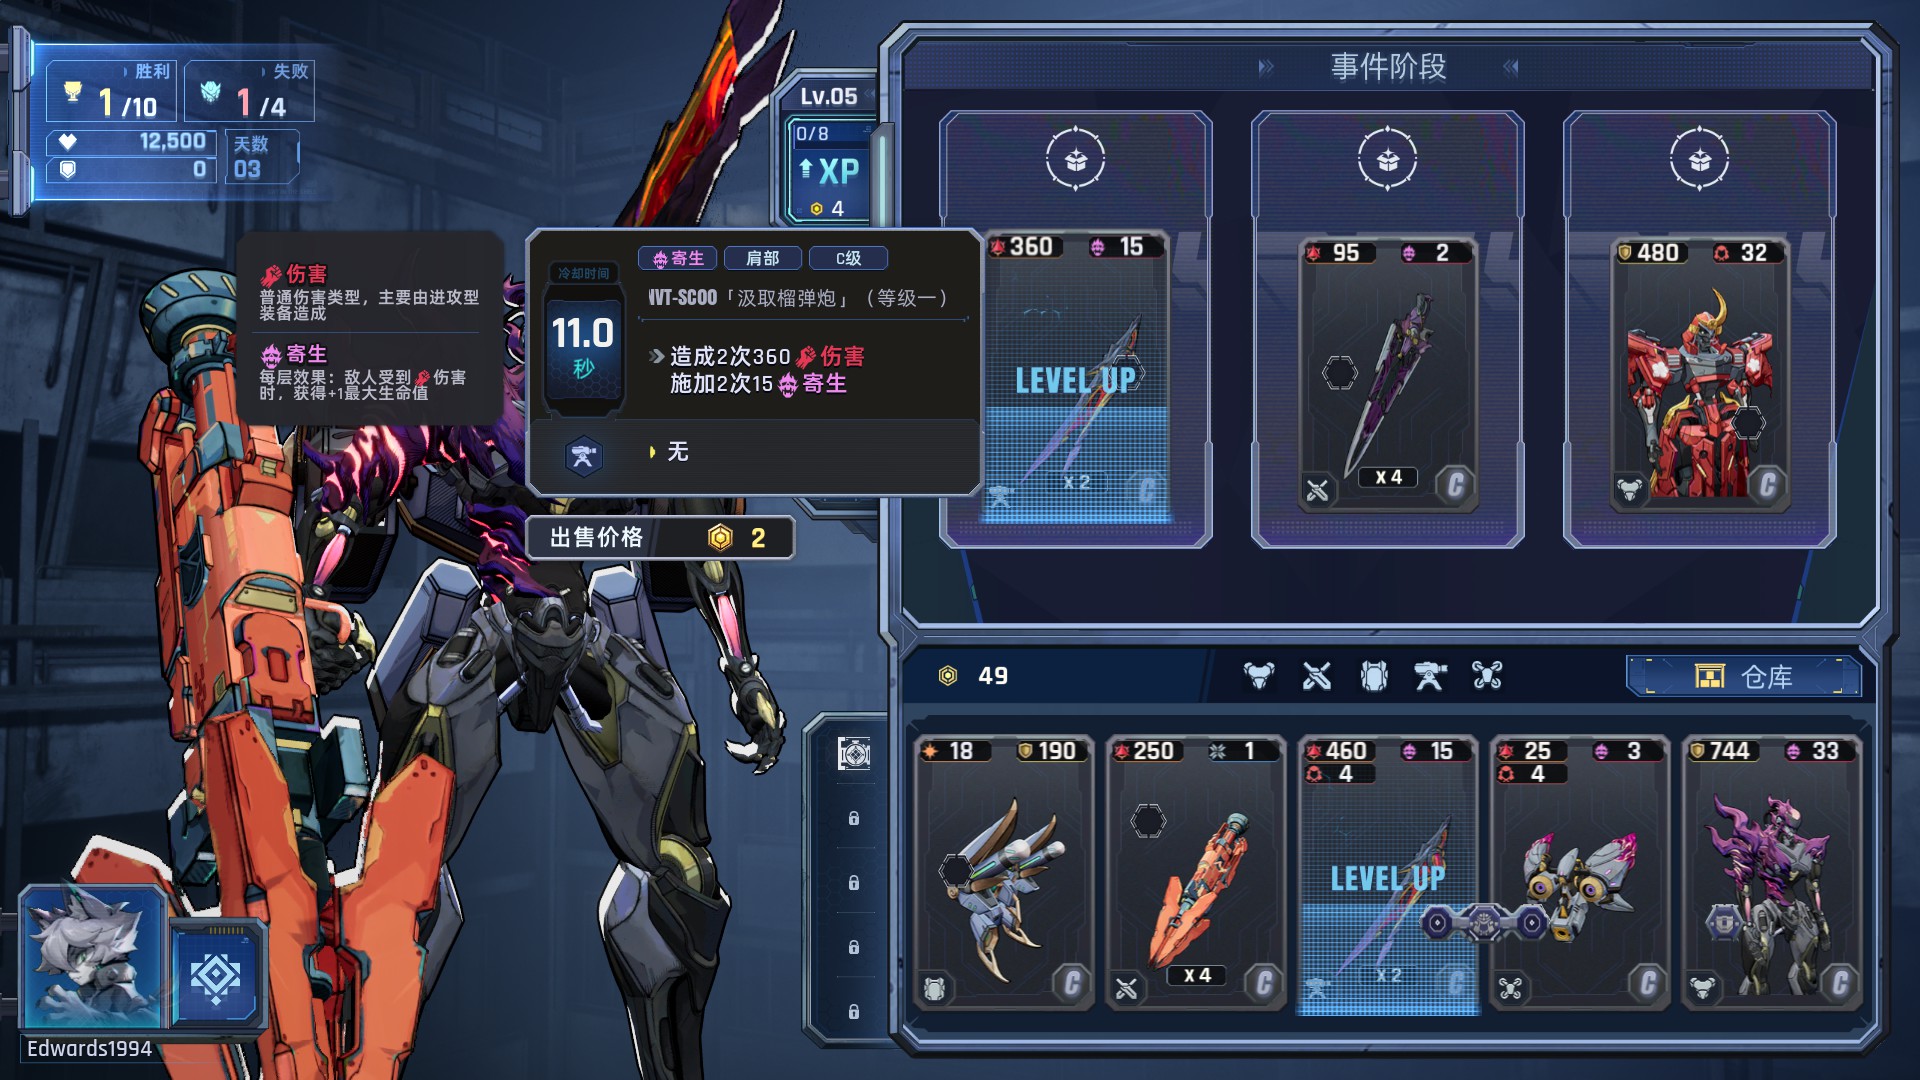 胜利
1/10
失败
1/4
12,500
0
天数
03
Lv.05
0/8
XP
4
伤害
普通伤害类型，主要由进攻型
装备造成
寄生
每层效果：敌人受到伤害
时，获得+1最大生命值
寄生 肩部 C级
冷却时间
11.0
秒
IVT-SC00「汲取榴弹炮」（等级一）
造成2次360伤害
施加2次15寄生
无
出售价格 2
事件阶段
360 15
LEVEL UP
x2
C
95 2
x4
C
480 32
C
49
仓库
18 190
C
250 1
x4
C
460 15
4
LEVEL UP
x2
C
25 3
4
C
744 33
C
Edwards1994